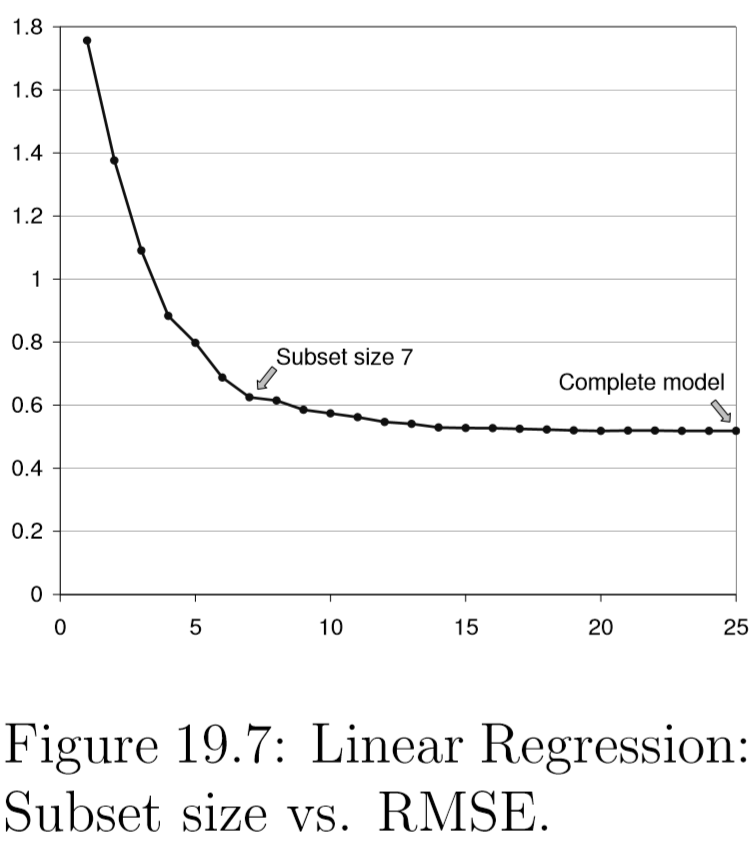 1.8
1.6
1.4
1.2
1
0.8
Subset size 7
Complete model
0.6
0.4
0.2
0
0 5 10 15 20 25
Figure 19.7: Linear Regression:
Subset size vs. RMSE.